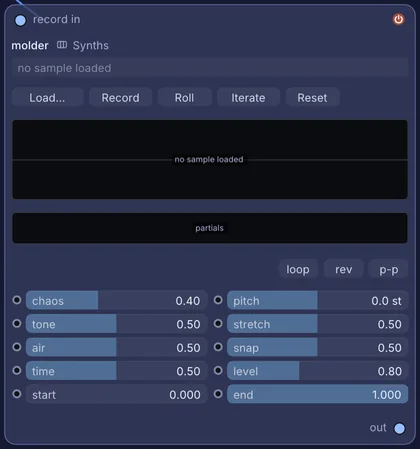 record in
molder Synths
no sample loaded
Load... Record Roll Iterate Reset
no sample loaded
partials
loop rev p-p
chaos 0.40 pitch 0.0 st
tone 0.50 stretch 0.50
air 0.50 snap 0.50
time 0.50 level 0.80
start 0.000 end 1.000
out